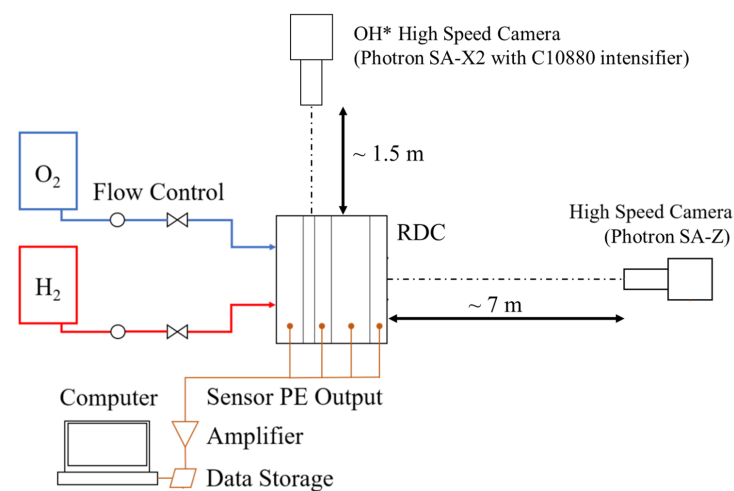 OH* High Speed Camera
(Photron SA-X2 with C10880 intensifier)
~ 1.5 m
O₂
Flow Control
High Speed Camera
(Photron SA-Z)
RDC
H₂
~ 7 m
Computer
Sensor PE Output
Amplifier
Data Storage